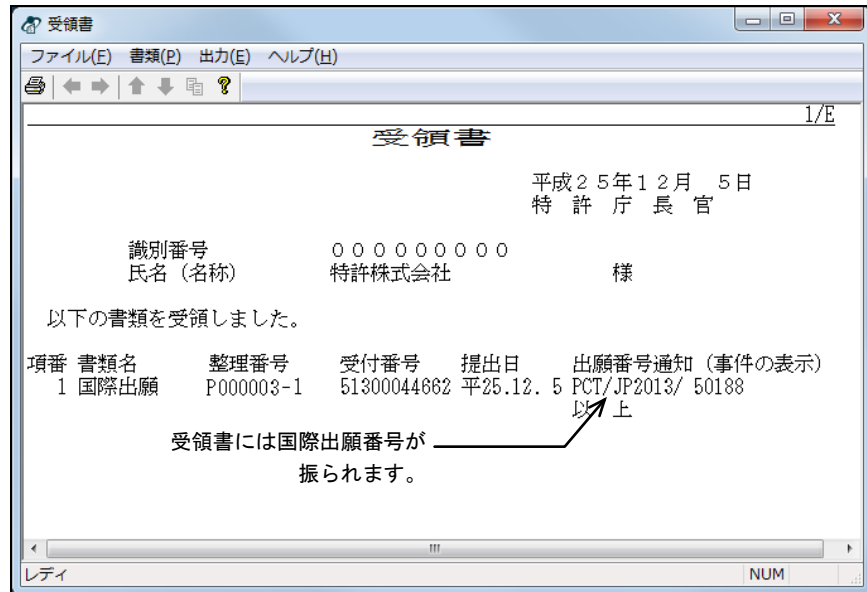 受領書
ファイル(F) 書類(P) 出力(E) ヘルプ(H)
1/E
受領書
平成２５年１２月　５日
特　許　庁　長　官
識別番号　　　０００００００００
氏名（名称）　　　特許株式会社　　　様
以下の書類を受領しました。
項番 書類名　整理番号　受付番号　提出日　出願番号通知（事件の表示）
1 国際出願　P000003-1　51300044662 平25.12. 5 PCT/JP2013/ 50188
以　上
受領書には国際出願番号が
振られます。
レディ
NUM